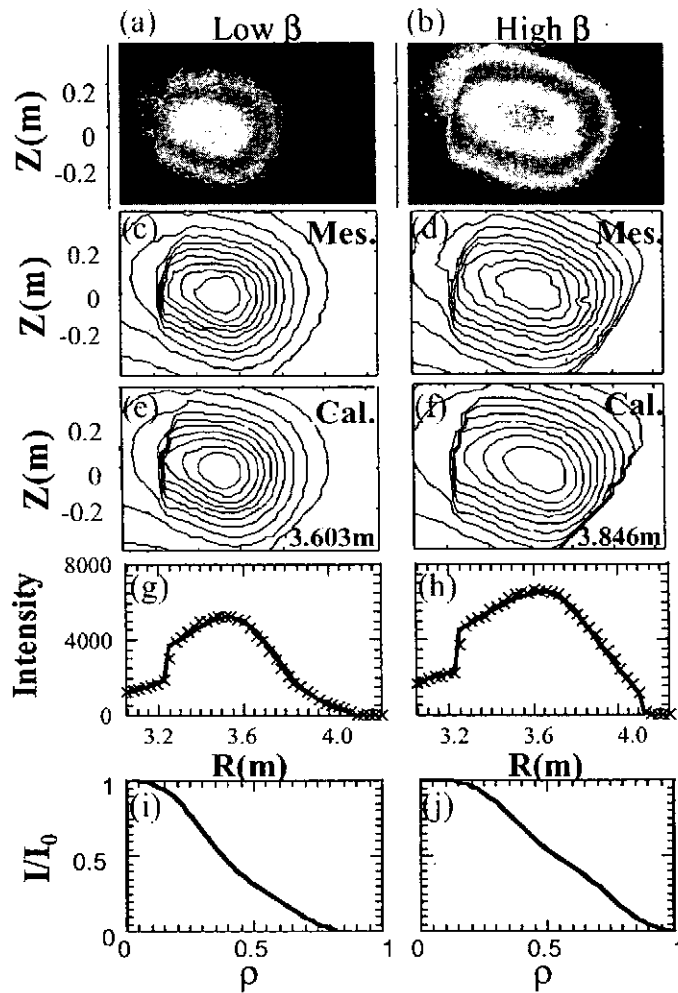 (a) Low β (b) High β
Z(m) 0.2 0 -0.2
(c) Mes. (d) Mes.
Z(m) 0.2 0 -0.2
(e) Cal. (f) Cal.
Z(m) 0.2 0 -0.2
3.603m 3.846m
Intensity 8000 4000 0
(g) (h)
3.2 3.6 4.0 3.2 3.6 4.0
R(m) R(m)
I/I0 1 0.5 0
(i) (j)
0 0.5 1 0 0.5 1
ρ ρ